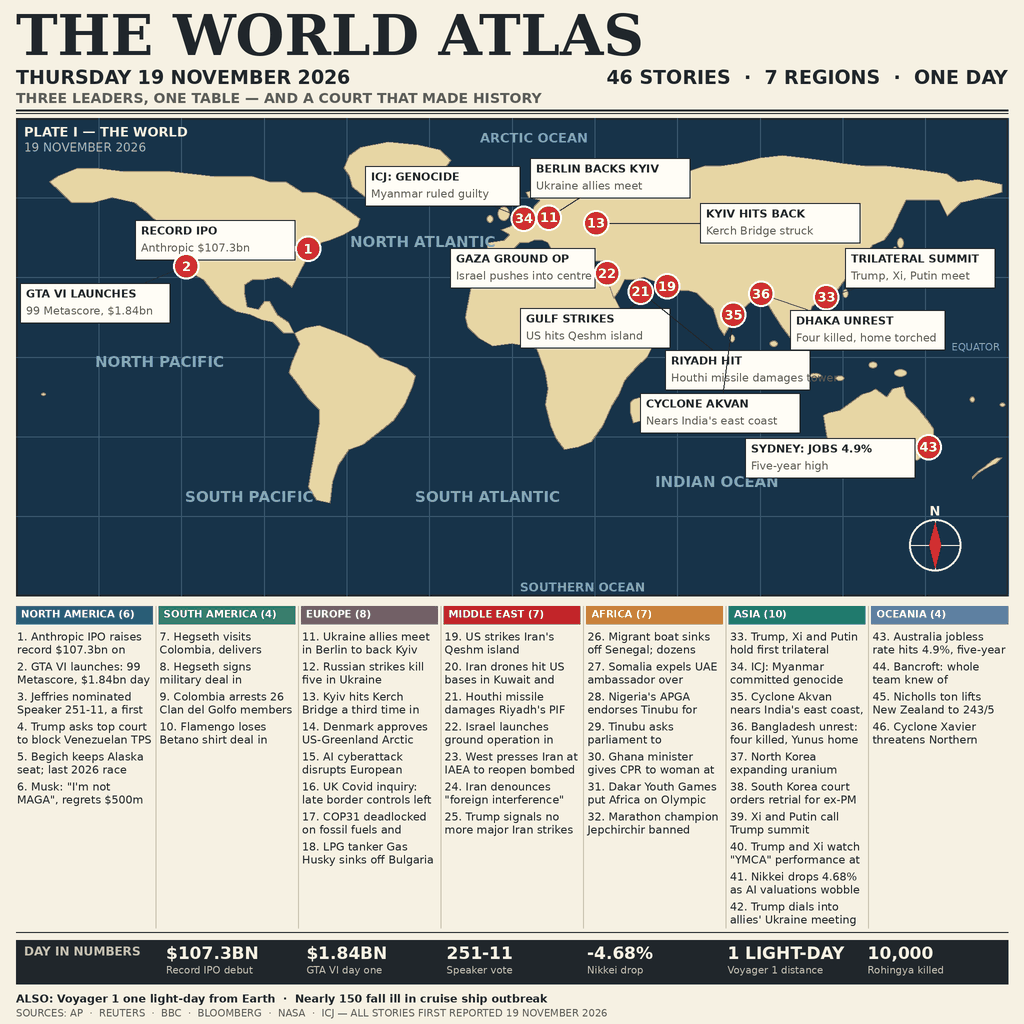 THE WORLD ATLAS
THURSDAY 19 NOVEMBER 2026
46 STORIES · 7 REGIONS · ONE DAY
THREE LEADERS, ONE TABLE — AND A COURT THAT MADE HISTORY
PLATE I — THE WORLD
19 NOVEMBER 2026
ARCTIC OCEAN
ICJ: GENOCIDE
Myanmar ruled guilty
BERLIN BACKS KYIV
Ukraine allies meet
34
11
13
KYIV HITS BACK
Kerch Bridge struck
RECORD IPO
Anthropic $107.3bn
1
NORTH ATLANTIC
2
GTA VI LAUNCHES
99 Metascore, $1.84bn
GAZA GROUND OP
Israel pushes into centre
22
21
19
TRILATERAL SUMMIT
Trump, Xi, Putin meet
36
33
35
GULF STRIKES
US hits Qeshm island
DHAKA UNREST
Four killed, home torched
EQUATOR
NORTH PACIFIC
RIYADH HIT
Houthi missile damages tower
CYCLONE AKVAN
Nears India's east coast
SYDNEY: JOBS 4.9%
Five-year high
43
INDIAN OCEAN
SOUTH PACIFIC
SOUTH ATLANTIC
N
SOUTHERN OCEAN
NORTH AMERICA (6)
1. Anthropic IPO raises
record $107.3bn on
2. GTA VI launches: 99
Metascore, $1.84bn day
3. Jeffries nominated
Speaker 251-11, a first
4. Trump asks top court
to block Venezuelan TPS
5. Begich keeps Alaska
seat; last 2026 race
6. Musk: "I'm not
MAGA", regrets $500m
SOUTH AMERICA (4)
7. Hegseth visits
Colombia, delivers
8. Hegseth signs
military deal in
9. Colombia arrests 26
Clan del Golfo members
10. Flamengo loses
Betano shirt deal in
EUROPE (8)
11. Ukraine allies meet
in Berlin to back Kyiv
12. Russian strikes kill
five in Ukraine
13. Kyiv hits Kerch
Bridge a third time in
14. Denmark approves
US-Greenland Arctic
15. AI cyberattack
disrupts European
16. UK Covid inquiry:
late border controls left
17. COP31 deadlocked
on fossil fuels and
18. LPG tanker Gas
Husky sinks off Bulgaria
MIDDLE EAST (7)
19. US strikes Iran's
Qeshm island
20. Iran drones hit US
bases in Kuwait and
21. Houthi missile
damages Riyadh's PIF
22. Israel launches
ground operation in
23. West presses Iran at
IAEA to reopen bombed
24. Iran denounces
"foreign interference"
25. Trump signals no
more major Iran strikes
AFRICA (7)
26. Migrant boat sinks
off Senegal; dozens
27. Somalia expels UAE
ambassador over
28. Nigeria's APGA
endorses Tinubu for
29. Tinubu asks
parliament to
30. Ghana minister
gives CPR to woman at
31. Dakar Youth Games
put Africa on Olympic
32. Marathon champion
Jepchirchir banned
ASIA (10)
33. Trump, Xi and Putin
hold first trilateral
34. ICJ: Myanmar
committed genocide
35. Cyclone Akvan
nears India's east coast,
36. Bangladesh unrest:
four killed, Yunus home
37. North Korea
expanding uranium
38. South Korea court
orders retrial for ex-PM
39. Xi and Putin call
Trump summit
40. Trump and Xi watch
"YMCA" performance at
41. Nikkei drops 4.68%
as AI valuations wobble
42. Trump dials into
allies' Ukraine meeting
OCEANIA (4)
43. Australia jobless
rate hits 4.9%, five-year
44. Bancroft: whole
team knew of
45. Nicholls ton lifts
New Zealand to 243/5
46. Cyclone Xavier
threatens Northern
DAY IN NUMBERS
$107.3BN
Record IPO debut
$1.84BN
GTA VI day one
251-11
Speaker vote
-4.68%
Nikkei drop
1 LIGHT-DAY
Voyager 1 distance
10,000
Rohingya killed
ALSO: Voyager 1 one light-day from Earth · Nearly 150 fall ill in cruise ship outbreak
SOURCES: AP · REUTERS · BBC · BLOOMBERG · NASA · ICJ — ALL STORIES FIRST REPORTED 19 NOVEMBER 2026